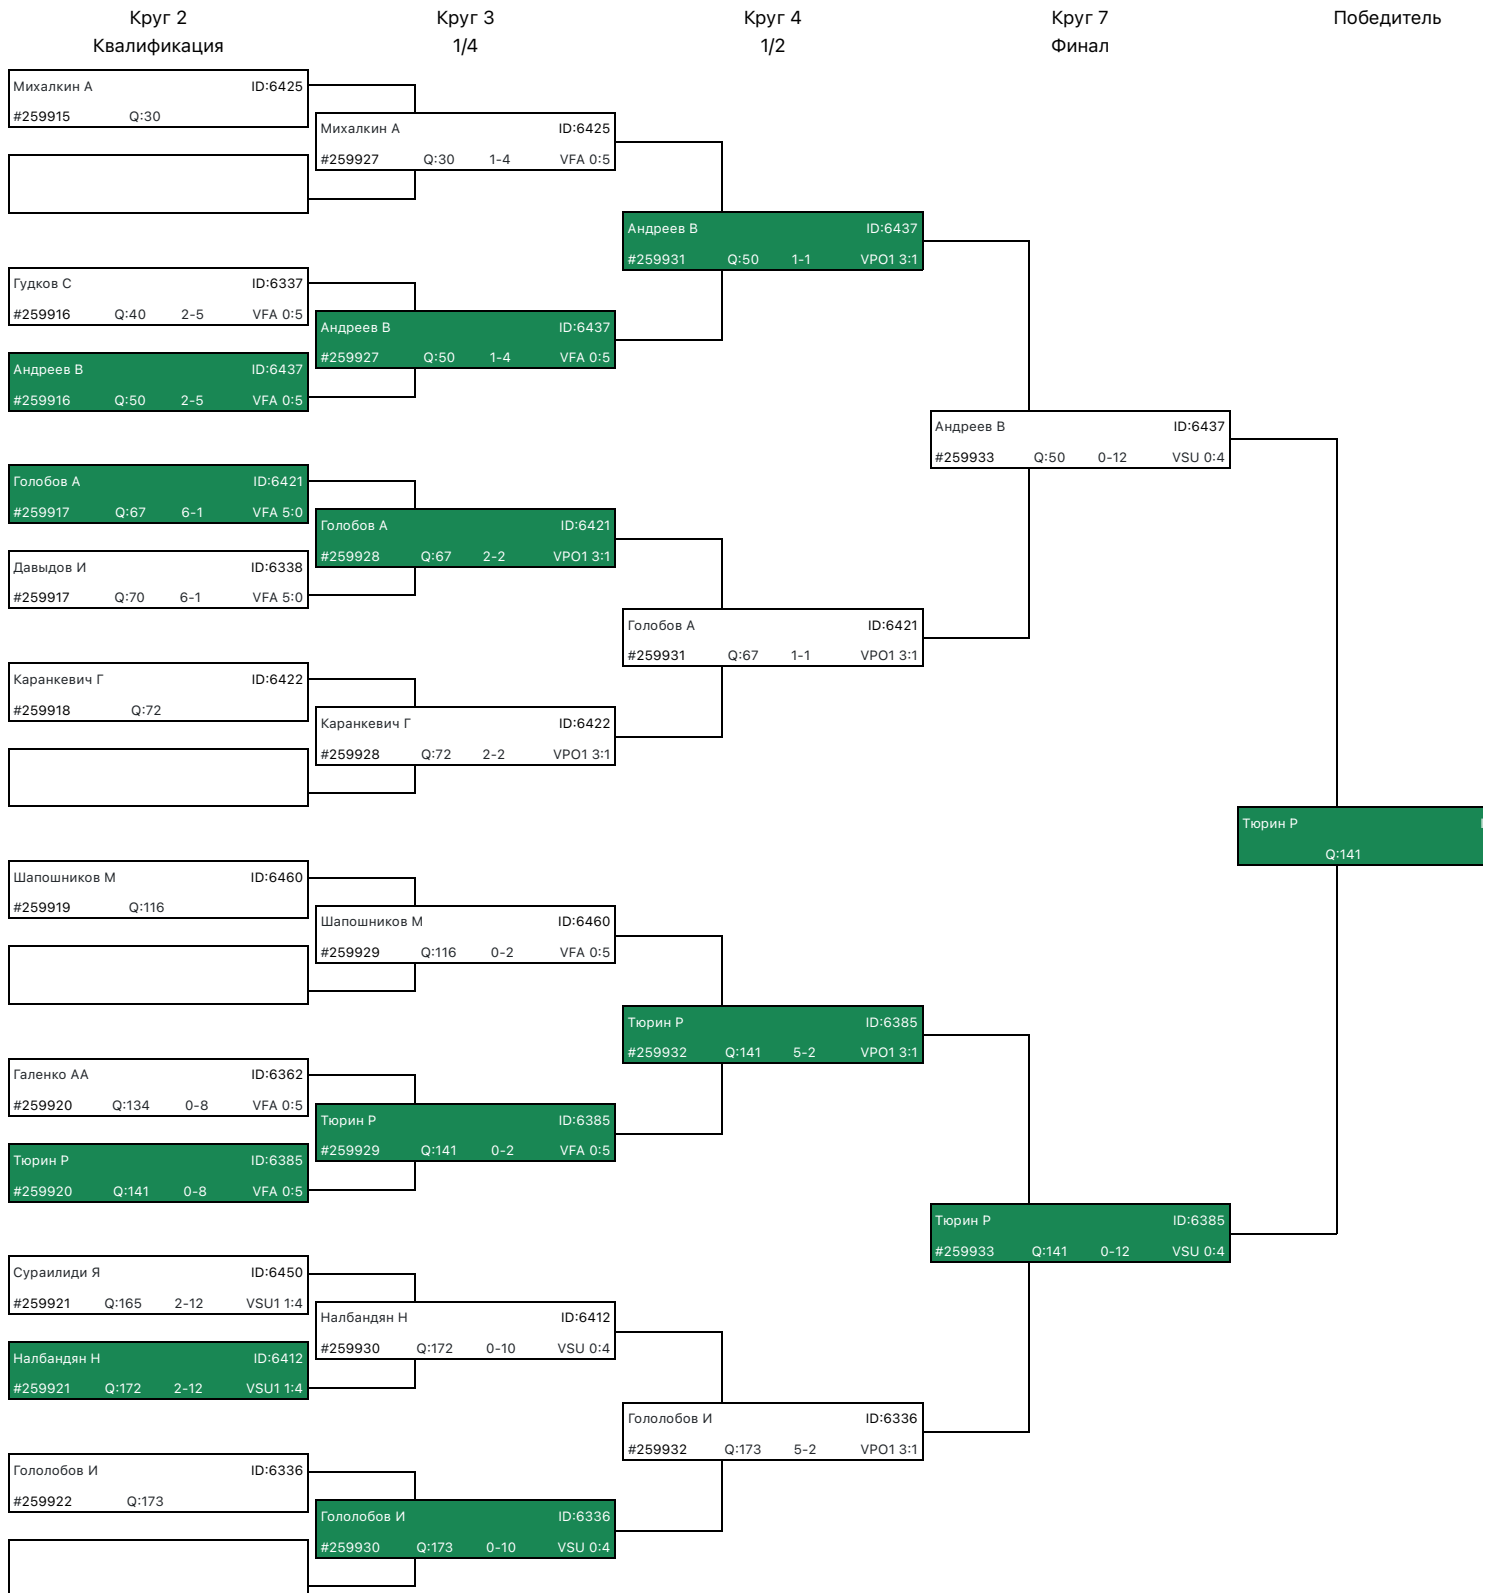 Круг 2
Квалификация
Круг 3
1/4
Круг 4
1/2
Круг 7
Финал
Победитель
Михалкин А ID:6425
#259915 Q:30
Гудков С ID:6337
#259916 Q:40 2-5 VFA 0:5
Андреев В ID:6437
#259916 Q:50 2-5 VFA 0:5
Голобов А ID:6421
#259917 Q:67 6-1 VFA 5:0
Давыдов И ID:6338
#259917 Q:70 6-1 VFA 5:0
Каранкевич Г ID:6422
#259918 Q:72
Шапошников М ID:6460
#259919 Q:116
Галенко АА ID:6362
#259920 Q:134 0-8 VFA 0:5
Тюрин Р ID:6385
#259920 Q:141 0-8 VFA 0:5
Сураилиди Я ID:6450
#259921 Q:165 2-12 VSU1 1:4
Налбандян Н ID:6412
#259921 Q:172 2-12 VSU1 1:4
Гололобов И ID:6336
#259922 Q:173
Михалкин А ID:6425
#259927 Q:30 1-4 VFA 0:5
Андреев В ID:6437
#259927 Q:50 1-4 VFA 0:5
Голобов А ID:6421
#259928 Q:67 2-2 VPO1 3:1
Каранкевич Г ID:6422
#259928 Q:72 2-2 VPO1 3:1
Шапошников М ID:6460
#259929 Q:116 0-2 VFA 0:5
Тюрин Р ID:6385
#259929 Q:141 0-2 VFA 0:5
Налбандян Н ID:6412
#259930 Q:172 0-10 VSU 0:4
Гололобов И ID:6336
#259930 Q:173 0-10 VSU 0:4
Андреев В ID:6437
#259931 Q:50 1-1 VPO1 3:1
Голобов А ID:6421
#259931 Q:67 1-1 VPO1 3:1
Тюрин Р ID:6385
#259932 Q:141 5-2 VPO1 3:1
Гололобов И ID:6336
#259932 Q:173 5-2 VPO1 3:1
Андреев В ID:6437
#259933 Q:50 0-12 VSU 0:4
Тюрин Р ID:6385
#259933 Q:141 0-12 VSU 0:4
Тюрин Р
Q:141